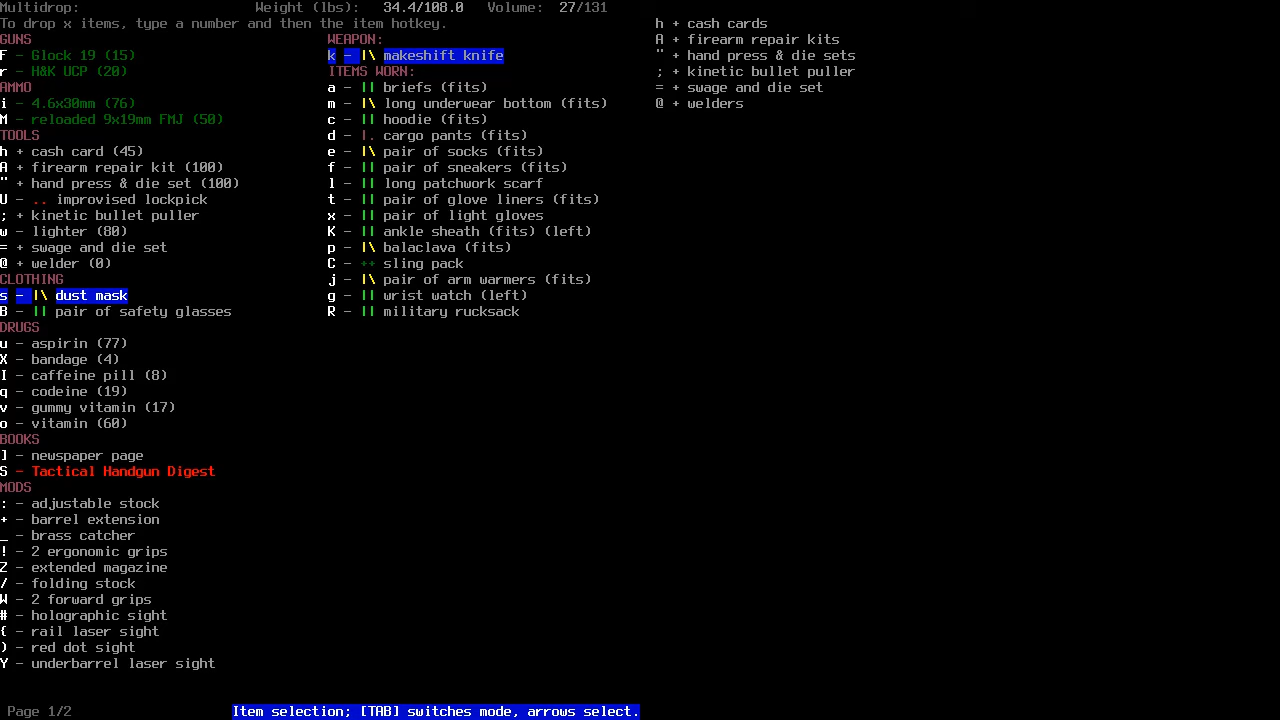 Multidrop: Weight (lbs): 34.4/108.0 Volume: 27/131
To drop x items, type a number and then the item hotkey.
GUNS
F - Glock 19 (15)
r - H&K UCP (20)
AMMO
i - 4.6x30mm (76)
M - reloaded 9x19mm FMJ (50)
TOOLS
h + cash card (45)
A + firearm repair kit (100)
" + hand press & die set (100)
U - .. improvised lockpick
; + kinetic bullet puller
w - lighter (80)
= + swage and die set
@ + welder (0)
CLOTHING
s - |\ dust mask
B - || pair of safety glasses
DRUGS
u - aspirin (77)
X - bandage (4)
I - caffeine pill (8)
q - codeine (19)
v - gummy vitamin (17)
o - vitamin (60)
BOOKS
] - newspaper page
S - Tactical Handgun Digest
MODS
: - adjustable stock
+ - barrel extension
_ - brass catcher
! - 2 ergonomic grips
Z - extended magazine
/ - folding stock
W - 2 forward grips
# - holographic sight
{ - rail laser sight
) - red dot sight
Y - underbarrel laser sight
WEAPON:
k - |\ makeshift knife
ITEMS WORN:
a - || briefs (fits)
m - |\ long underwear bottom (fits)
c - || hoodie (fits)
d - |. cargo pants (fits)
e - |\ pair of socks (fits)
f - || pair of sneakers (fits)
l - || long patchwork scarf
t - || pair of glove liners (fits)
x - || pair of light gloves
K - || ankle sheath (fits) (left)
p - |\ balaclava (fits)
C - ++ sling pack
j - |\ pair of arm warmers (fits)
g - || wrist watch (left)
R - || military rucksack
h + cash cards
A + firearm repair kits
" + hand press & die sets
; + kinetic bullet puller
= + swage and die set
@ + welders
Page 1/2 Item selection; [TAB] switches mode, arrows select.